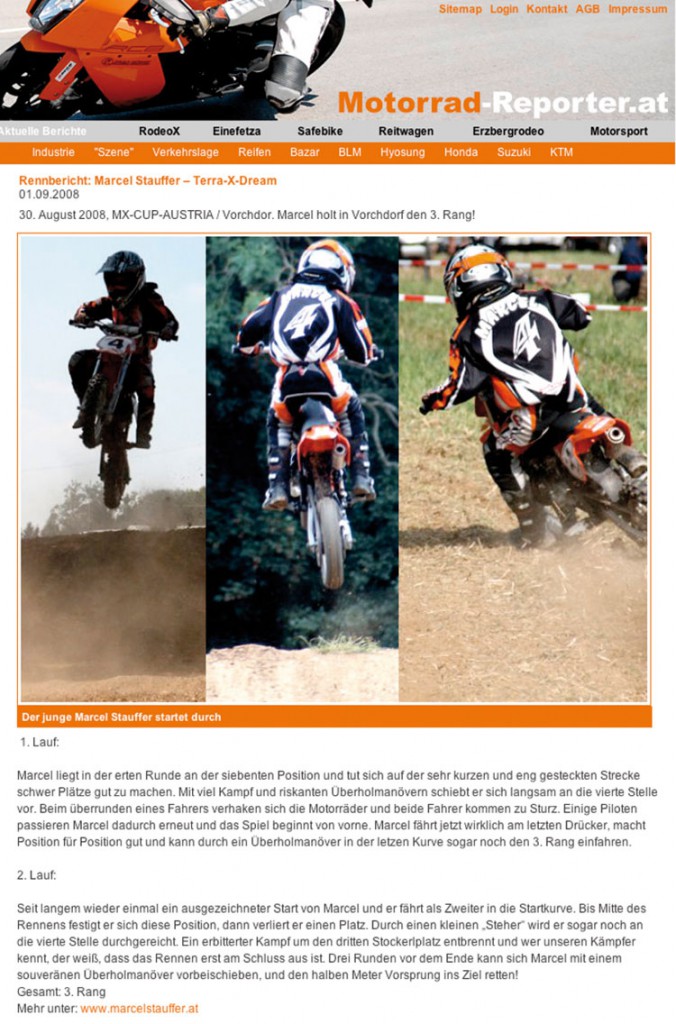 Sitemap Login Kontakt AGB Impressum
Motorrad-Reporter.at
Aktuelle Berichte RodeoX Einefetza Safebike Reitwagen Erzbergrodeo Motorsport
Industrie "Szene" Verkehrslage Reifen Bazar BLM Hyosung Honda Suzuki KTM
Rennbericht: Marcel Stauffer – Terra-X-Dream
01.09.2008
30. August 2008, MX-CUP-AUSTRIA / Vorchdor. Marcel holt in Vorchdorf den 3. Rang!
4
MARCEL
4
MARCEL
4
Der junge Marcel Stauffer startet durch
1. Lauf:
Marcel liegt in der erten Runde an der siebenten Position und tut sich auf der sehr kurzen und eng gesteckten Strecke
schwer Plätze gut zu machen. Mit viel Kampf und riskanten Überholmanövern schiebt er sich langsam an die vierte Stelle
vor. Beim überrunden eines Fahrers verhaken sich die Motorräder und beide Fahrer kommen zu Sturz. Einige Piloten
passieren Marcel dadurch erneut und das Spiel beginnt von vorne. Marcel fährt jetzt wirklich am letzten Drücker, macht
Position für Position gut und kann durch ein Überholmanöver in der letzen Kurve sogar noch den 3. Rang einfahren.
2. Lauf:
Seit langem wieder einmal ein ausgezeichneter Start von Marcel und er fährt als Zweiter in die Startkurve. Bis Mitte des
Rennens festigt er sich diese Position, dann verliert er einen Platz. Durch einen kleinen „Steher“ wird er sogar noch an
die vierte Stelle durchgereicht. Ein erbitterter Kampf um den dritten Stockerlplatz entbrennt und wer unseren Kämpfer
kennt, der weiß, dass das Rennen erst am Schluss aus ist. Drei Runden vor dem Ende kann sich Marcel mit einem
souveränen Überholmanöver vorbeischieben, und den halben Meter Vorsprung ins Ziel retten!
Gesamt: 3. Rang
Mehr unter: www.marcelstauffer.at